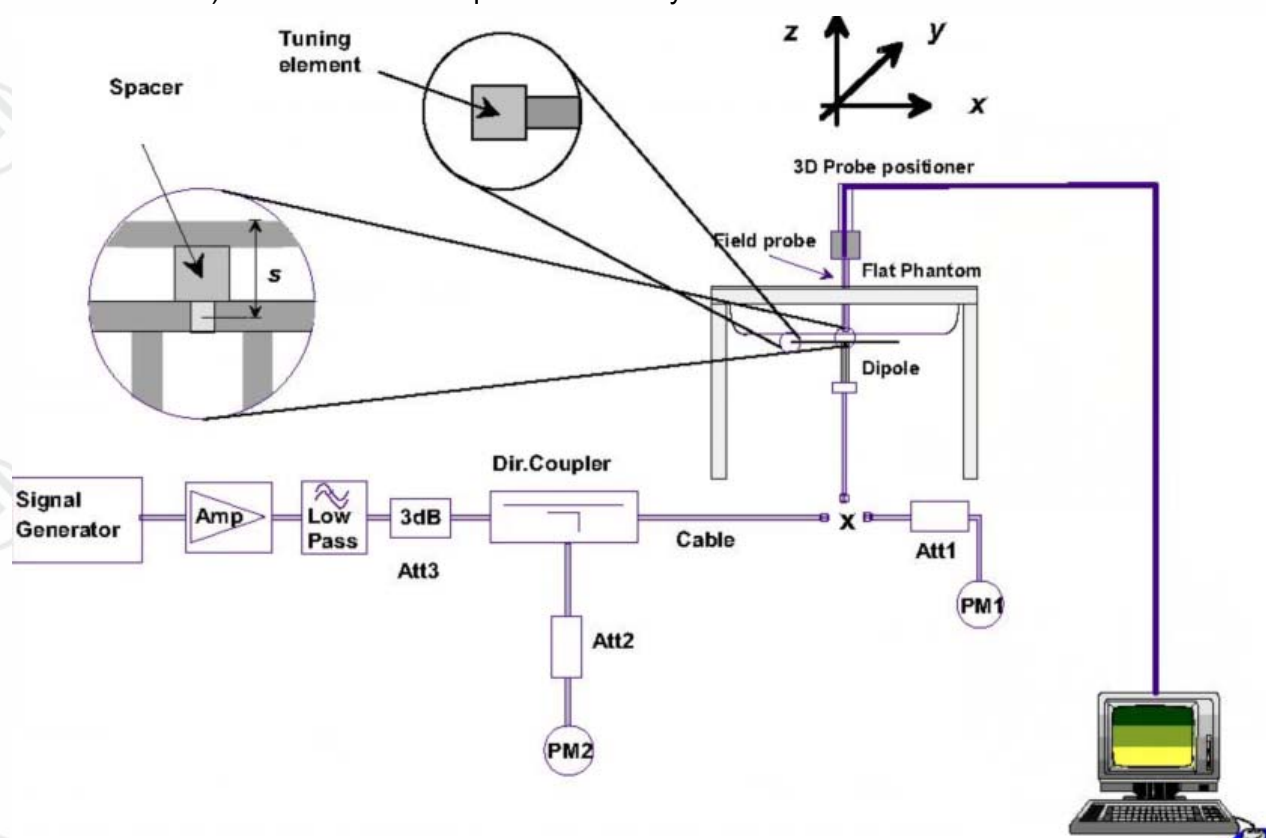 Tuning
element
Spacer
s
z
y
x
3D Probe positioner
Field probe
Flat Phantom
Dipole
Signal
Generator
Amp
Low
Pass
3dB
Att3
Dir.Coupler
Cable
x
Att1
PM1
Att2
PM2